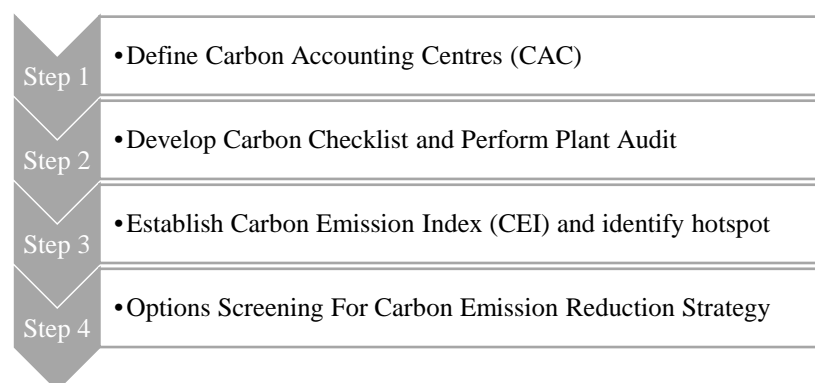 Step 1
•Define Carbon Accounting Centres (CAC)
Step 2
•Develop Carbon Checklist and Perform Plant Audit
Step 3
•Establish Carbon Emission Index (CEI) and identify hotspot
Step 4
•Options Screening For Carbon Emission Reduction Strategy